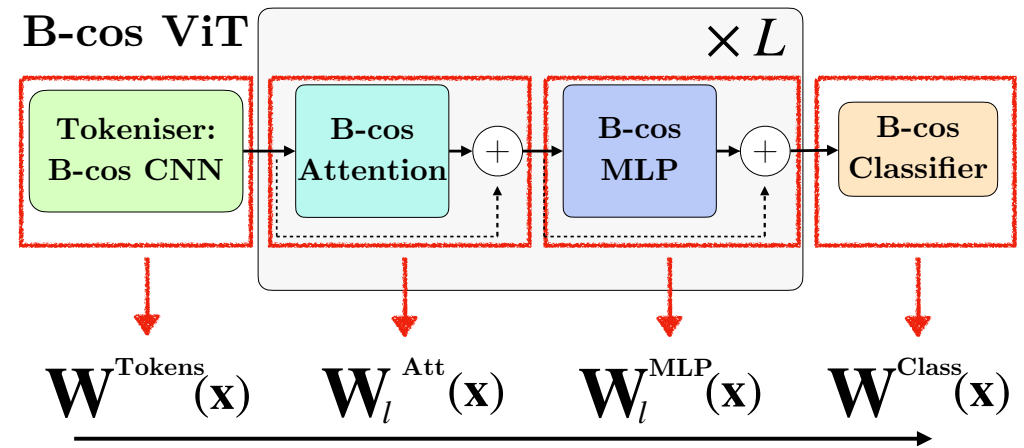 B-cos ViT
× L
Tokeniser:
B-cos CNN
B-cos
Attention
+
B-cos
MLP
+
B-cos
Classifier
W^Tokens(x)
W_l^Att(x)
W_l^MLP(x)
W^Class(x)